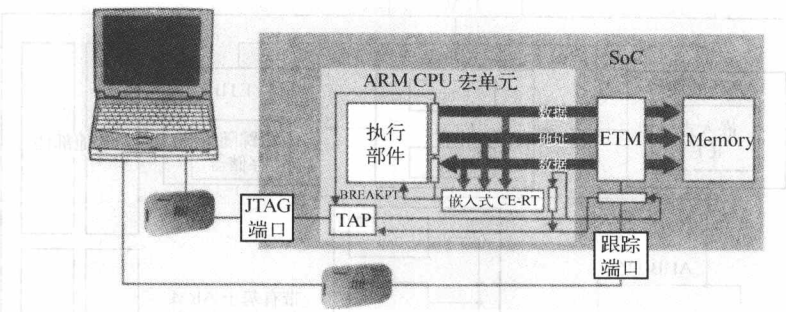 SoC
ARM CPU 宏单元
数据
执行
部件
地址
ETM
Memory
数据
BREAKPT
嵌入式 CE-RT
JTAG
端口
TAP
跟踪
端口